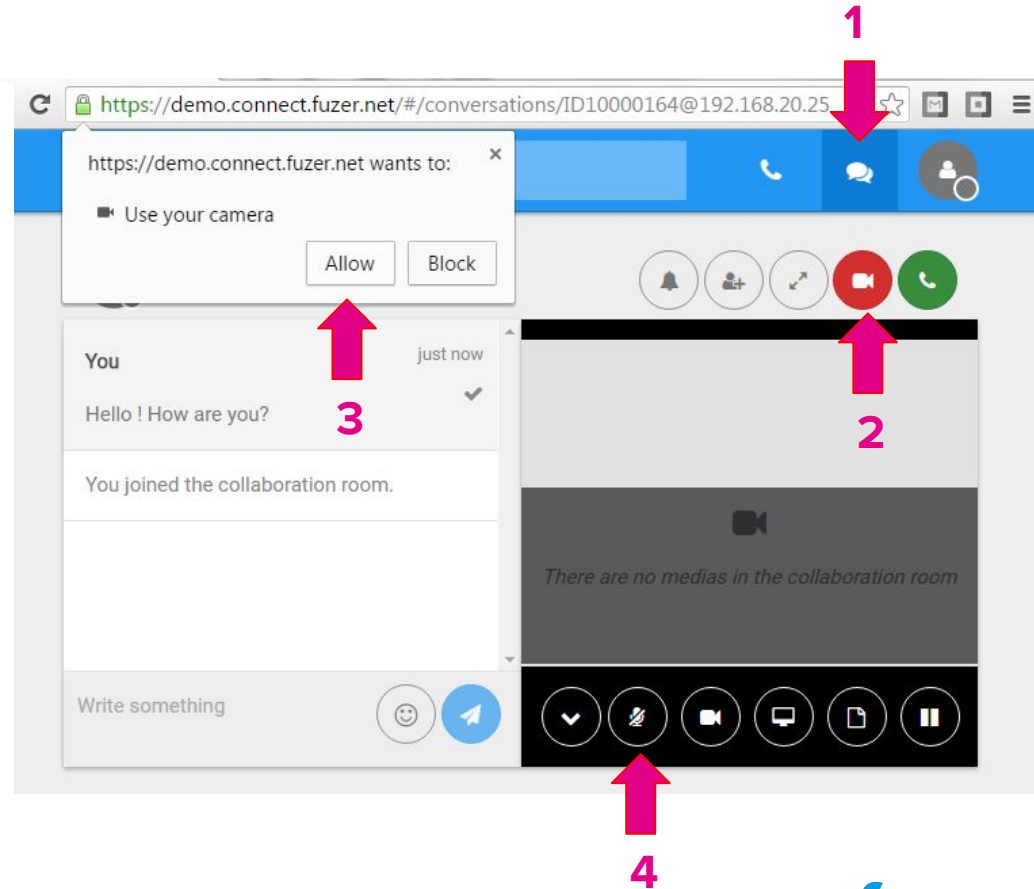 1
https://demo.connect.fuzer.net/#/conversations/ID10000164@192.168.20.25
https://demo.connect.fuzer.net wants to:
Use your camera
Allow
Block
3
2
You
just now
Hello ! How are you?
You joined the collaboration room.
There are no medias in the collaboration room
Write something
4